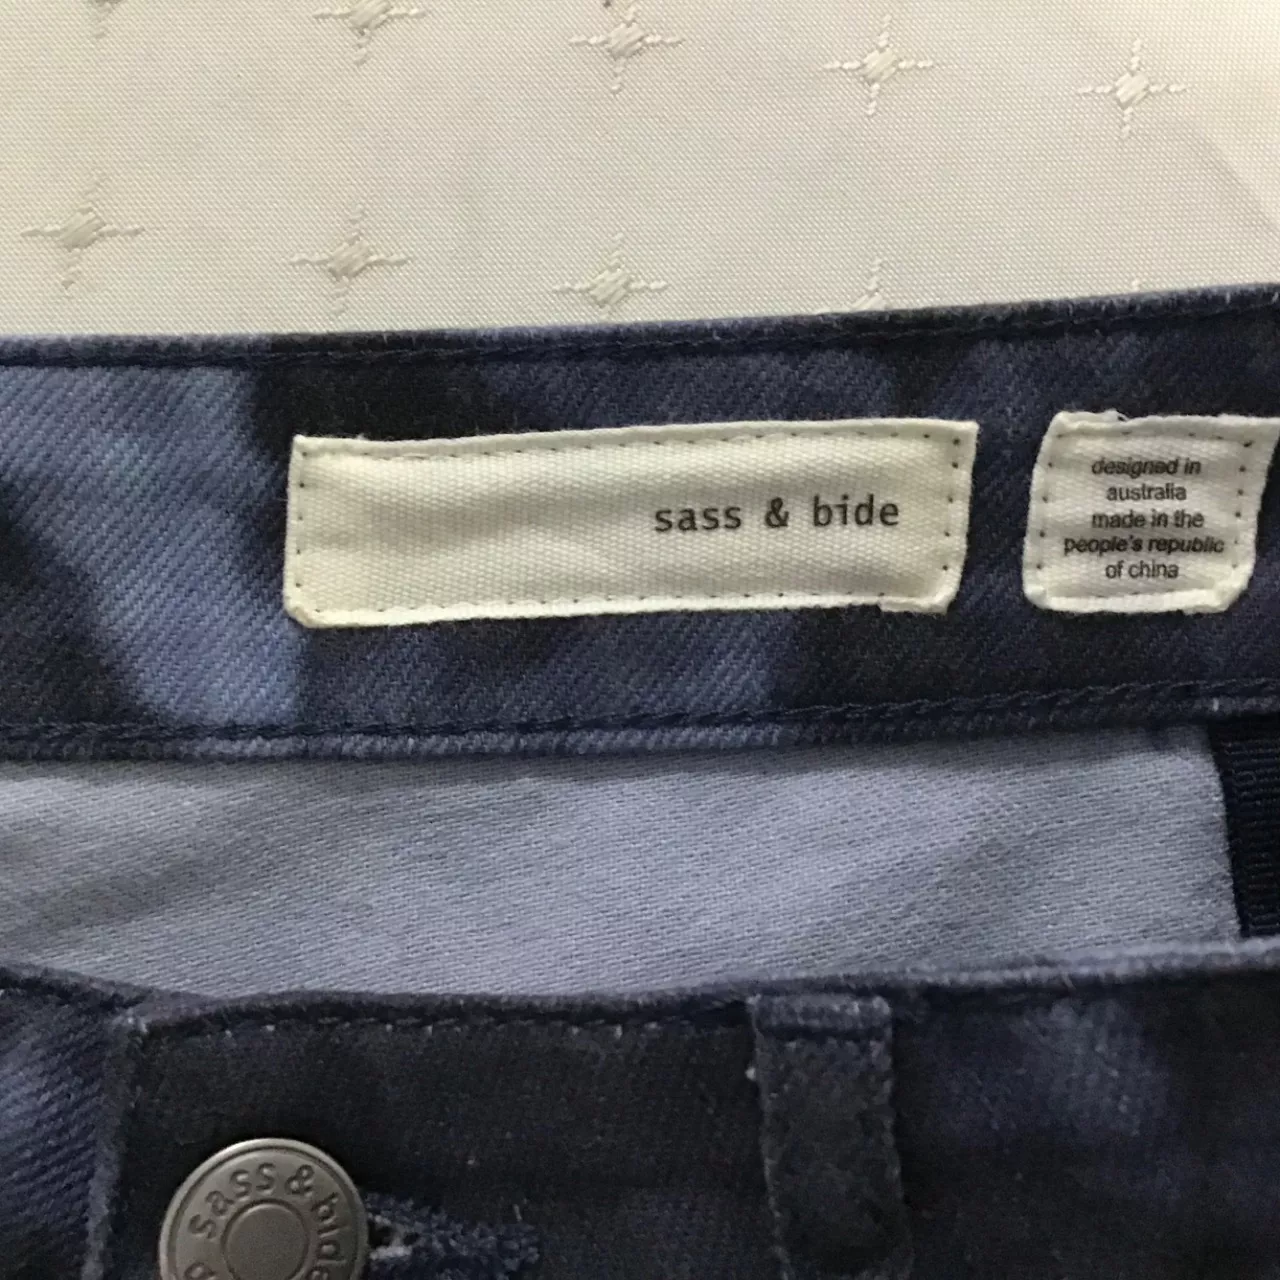 sass & bide
designed in
australia
made in the
people's republic
of china
sass & bide